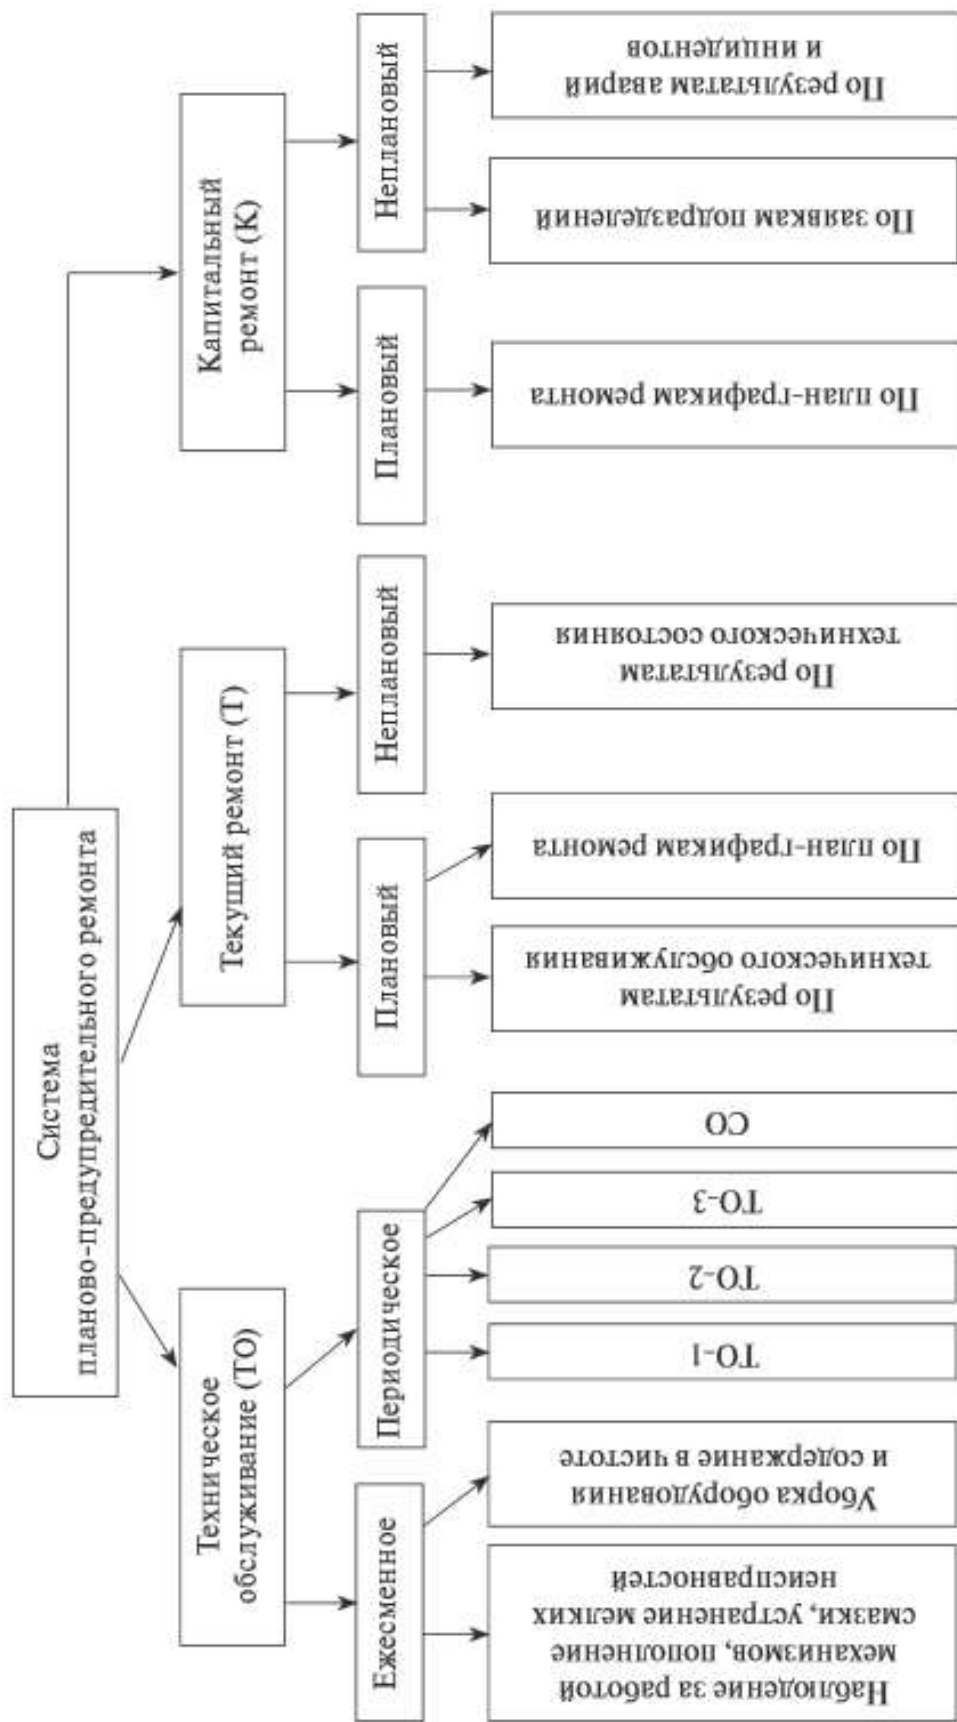 Система
планово-предупредительного ремонта
Техническое
обслуживание (ТО)
Текущий ремонт (Т)
Капитальный
ремонт (К)
Ежесменное
Периодическое
Плановый
Неплановый
Плановый
Неплановый
Наблюдение за работой
механизмов, пополнение
смазки, устранение мелких
неисправностей
Уборка оборудования
и содержание в чистоте
ТО-1
ТО-2
ТО-3
СО
По результатам
технического обслуживания
По план-графикам ремонта
По результатам
технического состояния
По план-графикам ремонта
По заявкам подразделений
По результатам аварий
и инцидентов